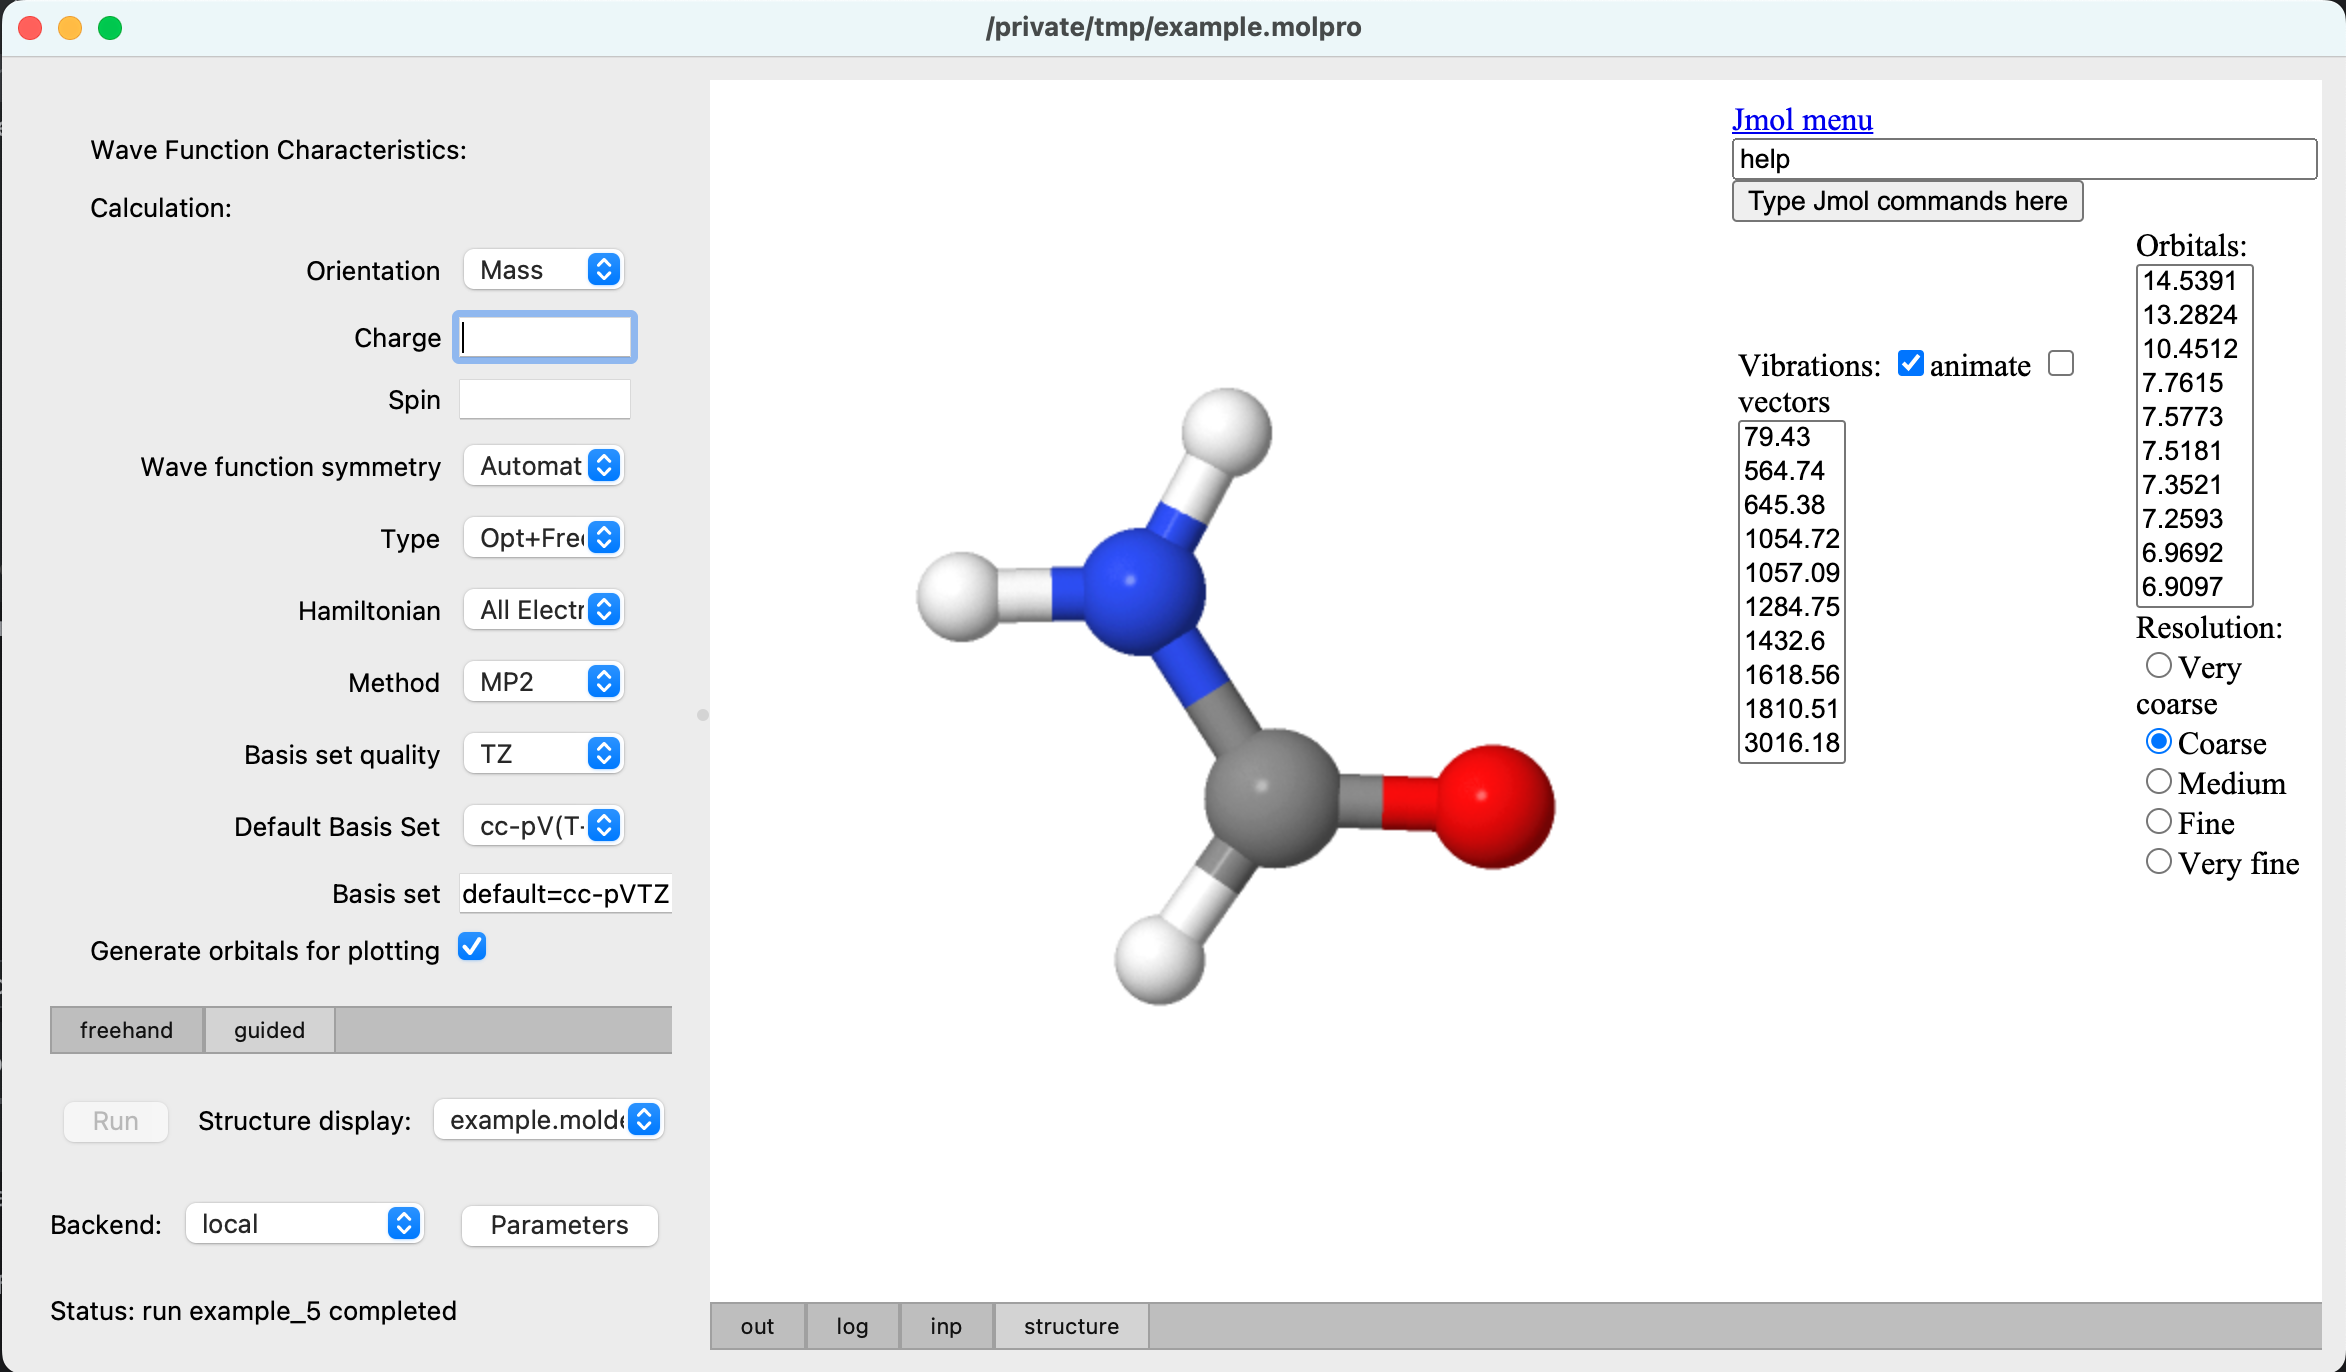 /private/tmp/example.molpro
Wave Function Characteristics:
Calculation:
Orientation Mass
Charge
Spin
Wave function symmetry Automat
Type Opt+Fre
Hamiltonian All Electr
Method MP2
Basis set quality TZ
Default Basis Set cc-pV(T-
Basis set default=cc-pVTZ
Generate orbitals for plotting
freehand guided
Run Structure display: example.molde
Backend: local Parameters
Status: run example_5 completed
Jmol menu
help
Type Jmol commands here
Vibrations: animate
vectors
79.43
564.74
645.38
1054.72
1057.09
1284.75
1432.6
1618.56
1810.51
3016.18
Orbitals:
14.5391
13.2824
10.4512
7.7615
7.5773
7.5181
7.3521
7.2593
6.9692
6.9097
Resolution:
Very
coarse
Coarse
Medium
Fine
Very fine
out log inp structure